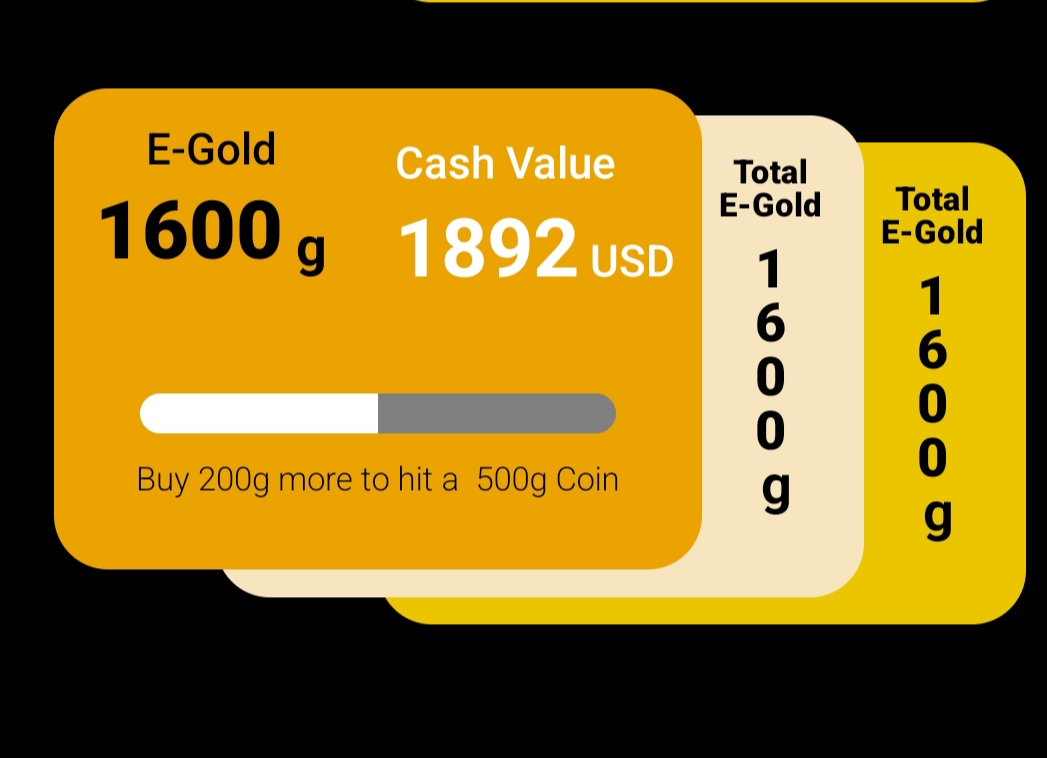 E-Gold
1600 g
Cash Value
1892 USD
Buy 200g more to hit a  500g Coin
Total
E-Gold
1
6
0
0
g
Total
E-Gold
1
6
0
0
g